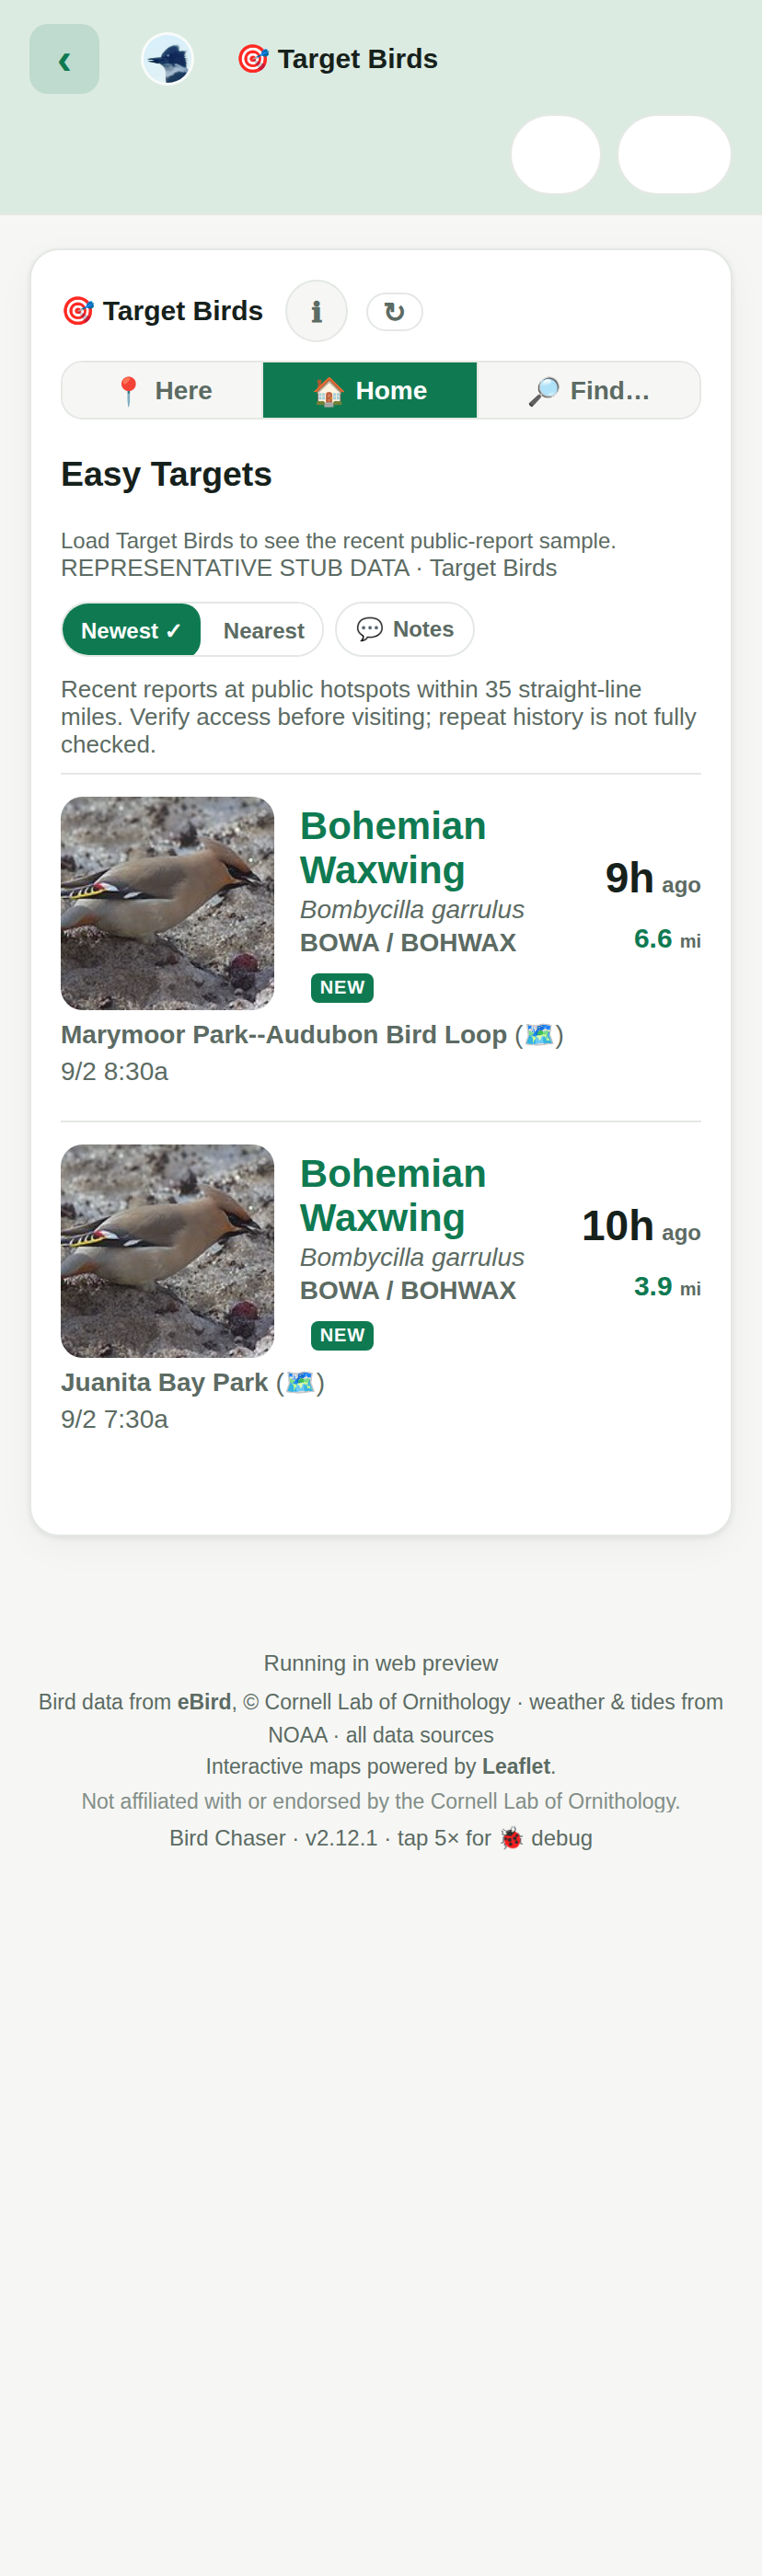 ‹ 🎯 Target Birds
🎯 Target Birds ℹ ↻
📍 Here 🏠 Home 🔎 Find…
Easy Targets
Load Target Birds to see the recent public-report sample.
REPRESENTATIVE STUB DATA · Target Birds
Newest ✓ Nearest 💬 Notes
Recent reports at public hotspots within 35 straight-line
miles. Verify access before visiting; repeat history is not fully
checked.
Bohemian
Waxwing
9h ago
Bombycilla garrulus
BOWA / BOHWAX
6.6 mi
NEW
Marymoor Park--Audubon Bird Loop (🗺️)
9/2 8:30a
Bohemian
Waxwing
10h ago
Bombycilla garrulus
BOWA / BOHWAX
3.9 mi
NEW
Juanita Bay Park (🗺️)
9/2 7:30a
Running in web preview
Bird data from eBird, © Cornell Lab of Ornithology · weather & tides from
NOAA · all data sources
Interactive maps powered by Leaflet.
Not affiliated with or endorsed by the Cornell Lab of Ornithology.
Bird Chaser · v2.12.1 · tap 5× for 🐞 debug